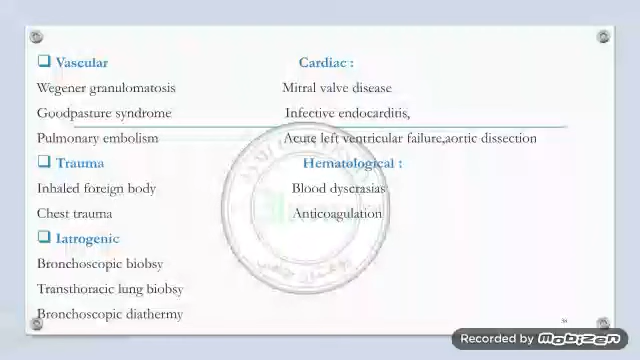 Vascular Cardiac :
Wegener granulomatosis Mitral valve disease
Goodpasture syndrome Infective endocarditis,
Pulmonary embolism Acute left ventricular failure,aortic dissection
Trauma Hematological :
Inhaled foreign body Blood dyscrasias
Chest trauma Anticoagulation
Iatrogenic
Bronchoscopic biobsy
Transthoracic lung biobsy
Bronchoscopic diathermy
Recorded by MOBIZEN